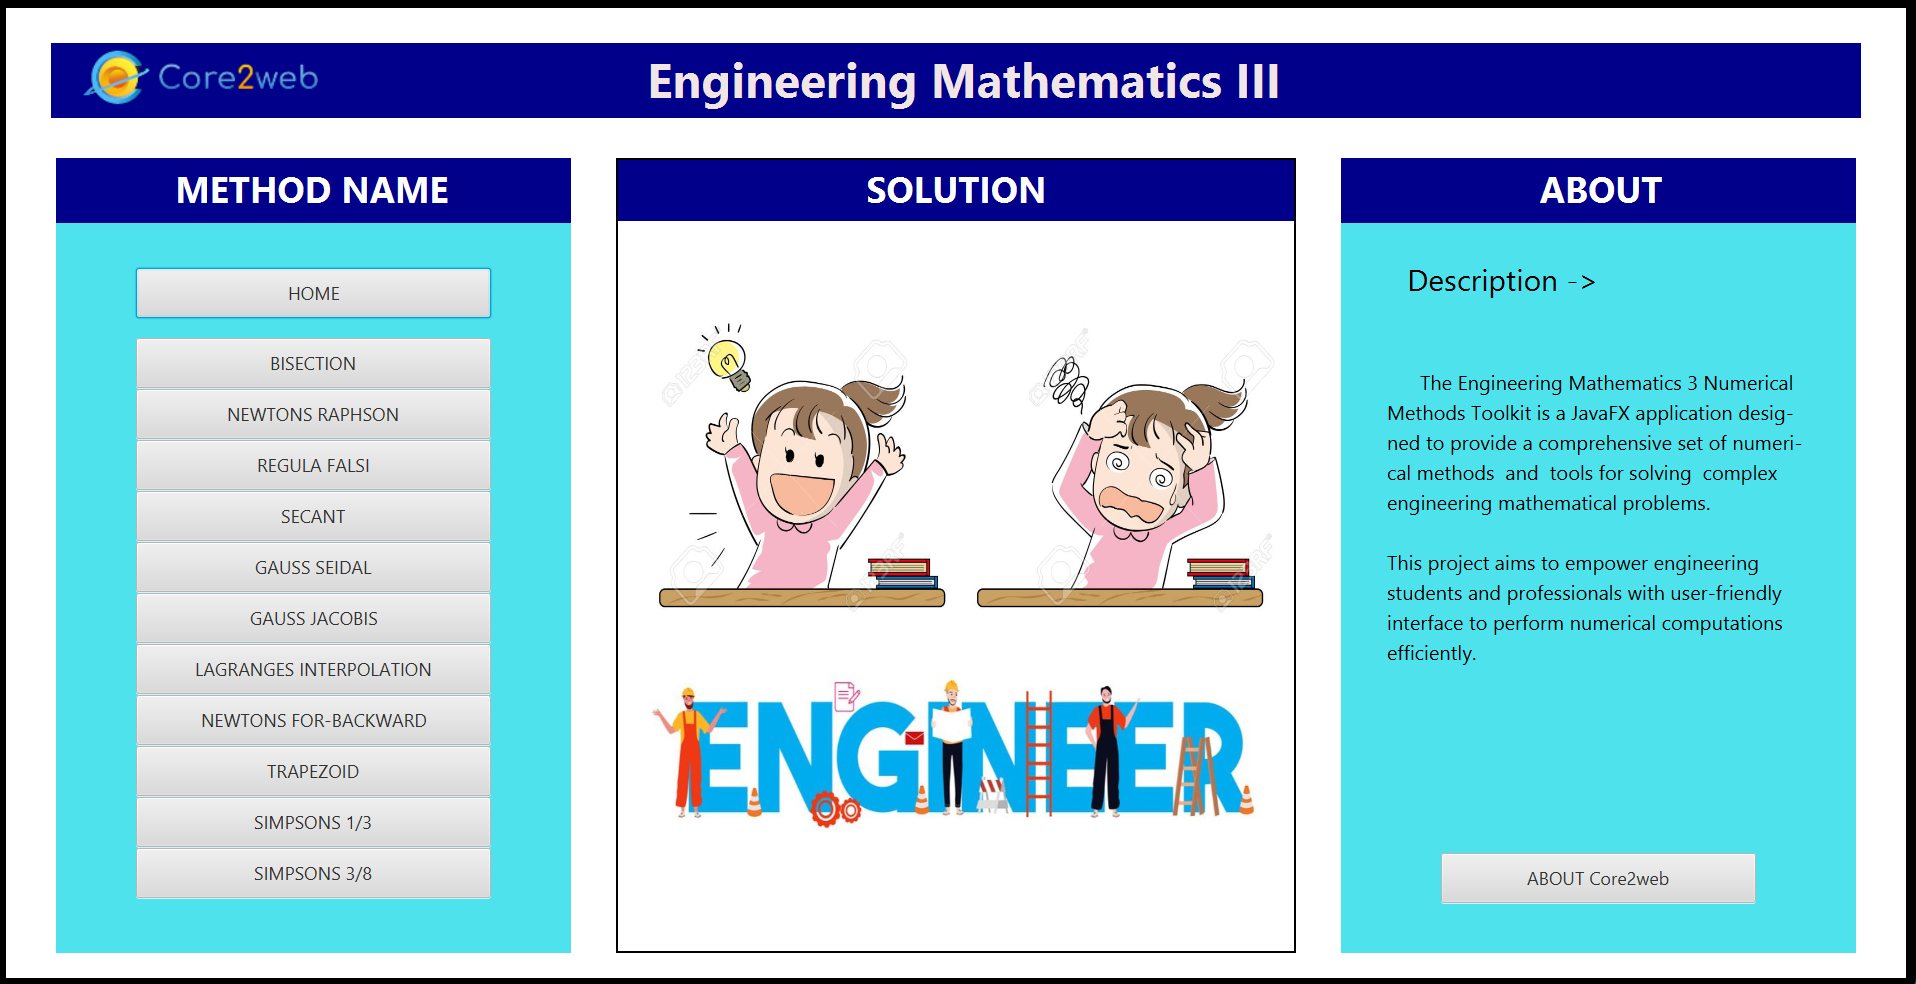 Core2web
Engineering Mathematics III
METHOD NAME
HOME
BISECTION
NEWTONS RAPHSON
REGULA FALSI
SECANT
GAUSS SEIDAL
GAUSS JACOBIS
LAGRANGES INTERPOLATION
NEWTONS FOR-BACKWARD
TRAPEZOID
SIMPSONS 1/3
SIMPSONS 3/8
SOLUTION
ENGINEER
ABOUT
Description ->
The Engineering Mathematics 3 Numerical
Methods Toolkit is a JavaFX application desig-
ned to provide a comprehensive set of numeri-
cal methods  and  tools for solving  complex
engineering mathematical problems.
This project aims to empower engineering
students and professionals with user-friendly
interface to perform numerical computations
efficiently.
ABOUT Core2web